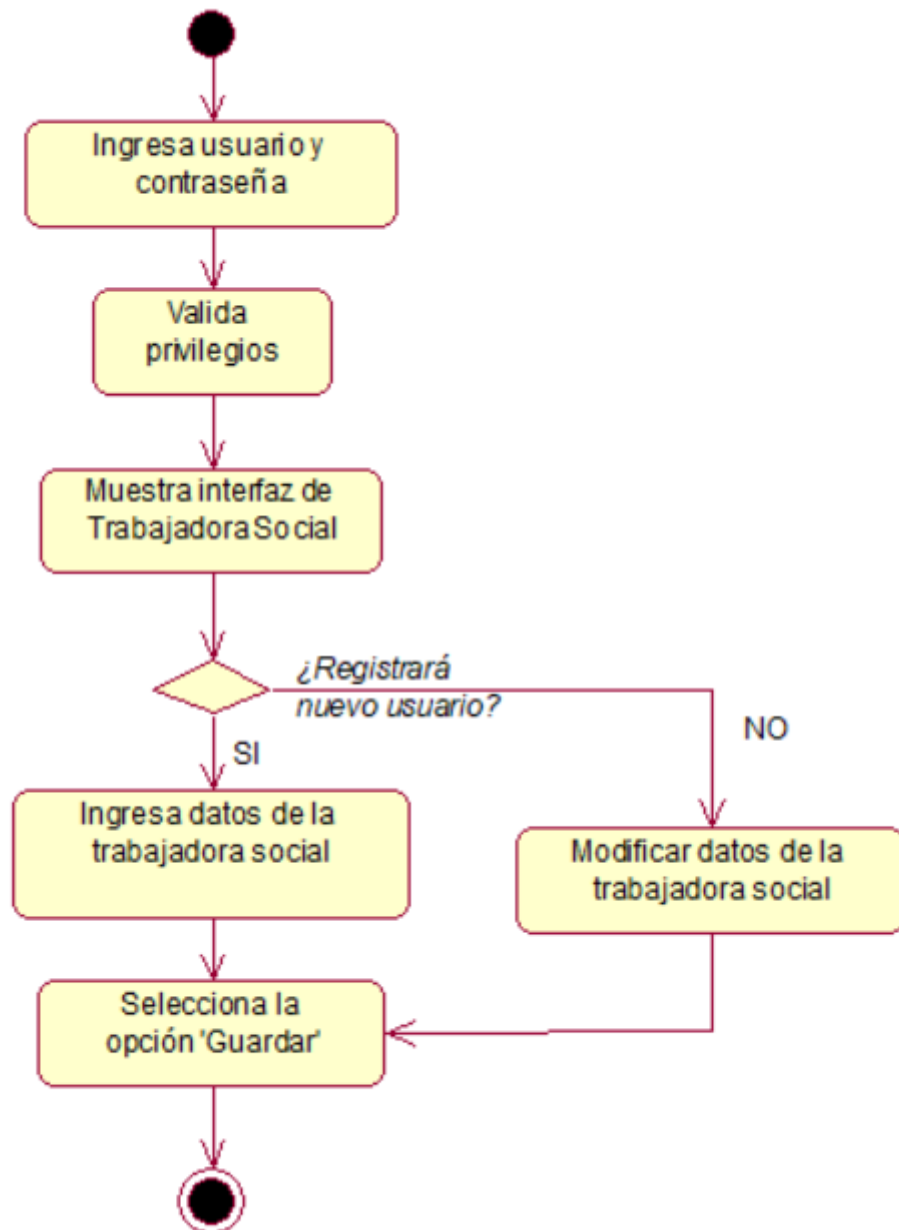 Ingresa usuario y
contraseña
Valida
privilegios
Muestra interfaz de
Trabajadora Social
¿Registrará
nuevo usuario?
NO
SI
Ingresa datos de la
trabajadora social
Modificar datos de la
trabajadora social
Selecciona la
opción 'Guardar'